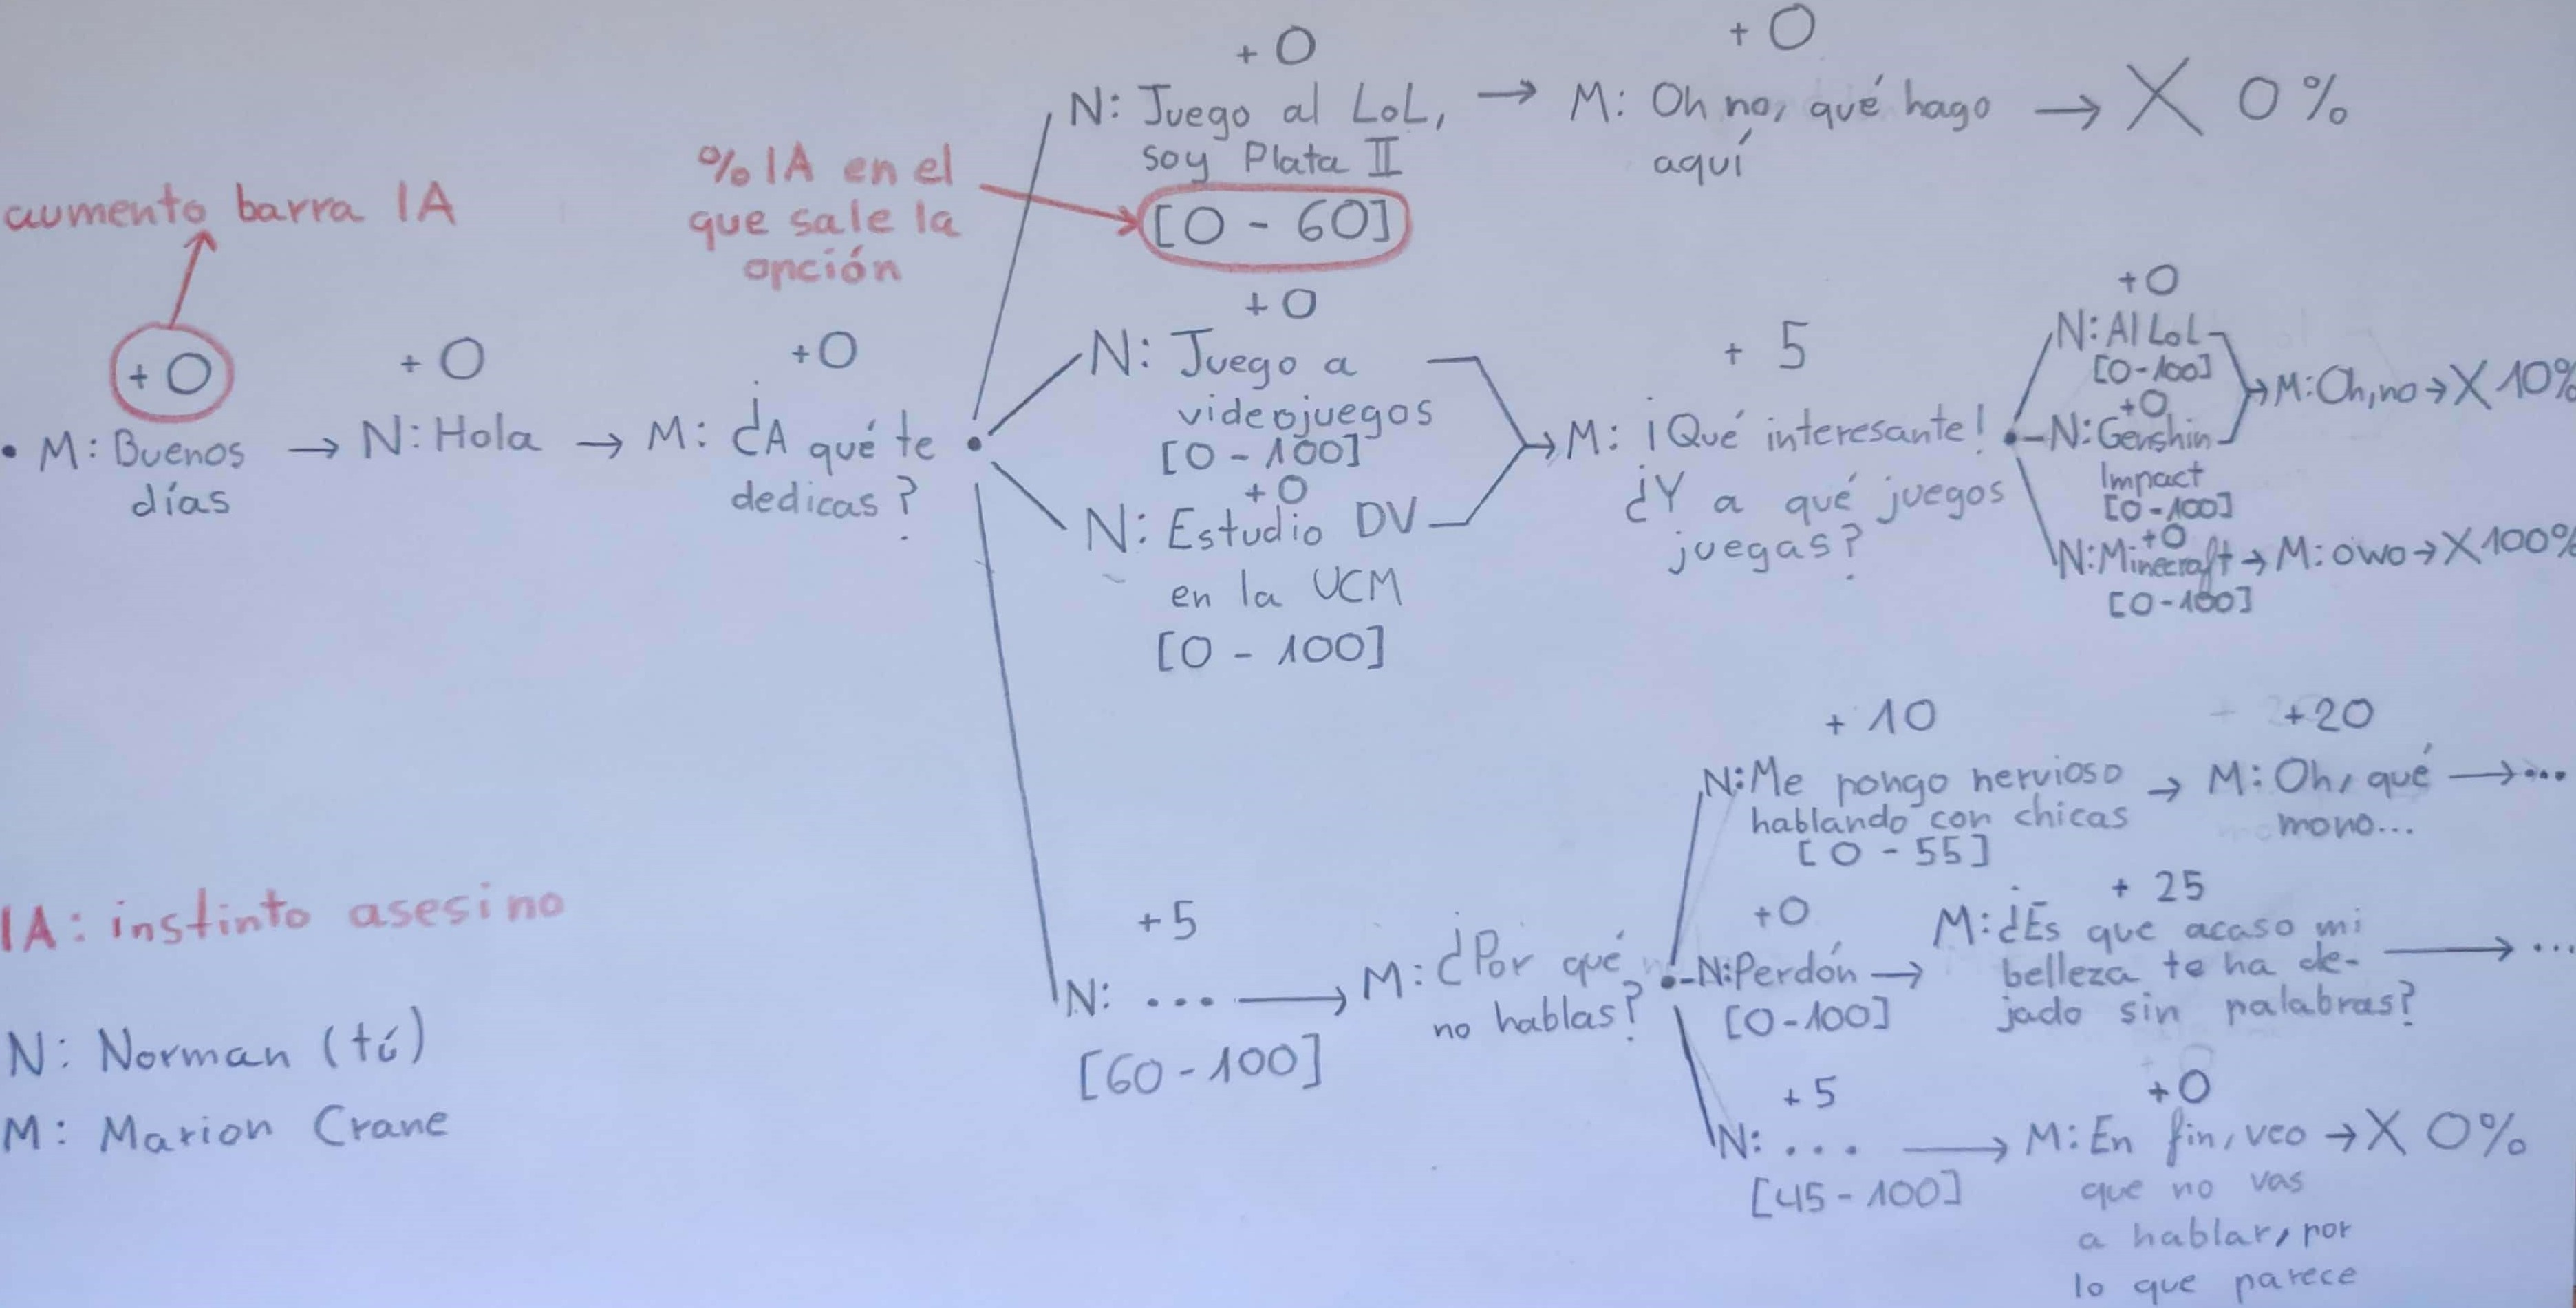 aumento barra IA
+0
• M: Buenos
días
→
+0
N: Hola
→
+0
M: ¿A qué te
dedicas?
% IA en el
que sale la
opción
+0
N: Juego al LoL,
soy Plata II
[0 - 60]
→
+0
M: Oh no, qué hago
aquí
→ X 0%
+0
N: Juego a
videojuegos
[0 - 100]
+0
N: Estudio DV
en la UCM
[0 - 100]
+5
M: ¡Qué interesante!
¿Y a qué juegos
juegas?
+0
N: Al LoL
[0-100]
+0
N: Genshin
Impact
[0-100]
M: Oh, no → X 10%
+0
N: Minecraft → M: owo → X 100%
[0-100]
+5
N: ...
[60 - 100]
→
M: ¿Por qué
no hablas?
+10
N: Me pongo nervioso
hablando con chicas
[0 - 55]
→
+20
M: Oh, qué → ...
mono...
+0
N: Perdón →
[0-100]
+25
M: ¿Es que acaso mi
belleza te ha de-
jado sin palabras?
→ ...
+5
N: ...
[45 - 100]
→
+0
M: En fin, veo → X 0%
que no vas
a hablar, por
lo que parece
IA: instinto asesino
N: Norman (tú)
M: Marion Crane